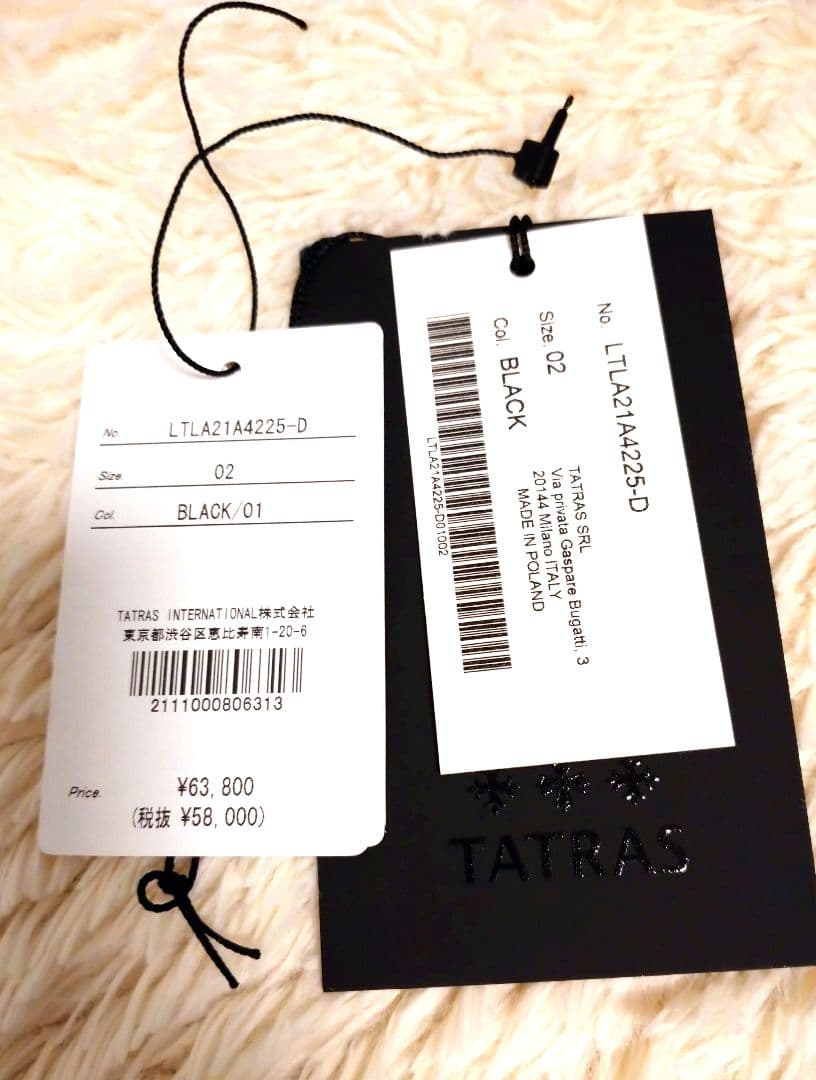 No. LTLA21A4225-D
Size. 02
Col. BLACK/01
TATRAS INTERNATIONAL株式会社
東京都渋谷区恵比寿南1-20-6
2111000806313
Price. ¥63,800
(税抜 ¥58,000)
No. LTLA21A4225-D
Size. 02
Col. BLACK
TATRAS SRL
Via privata Gaspare Bugatti, 3
20144 Milano ITALY
MADE IN POLAND
LTLA21A4225-D01002
TATRAS